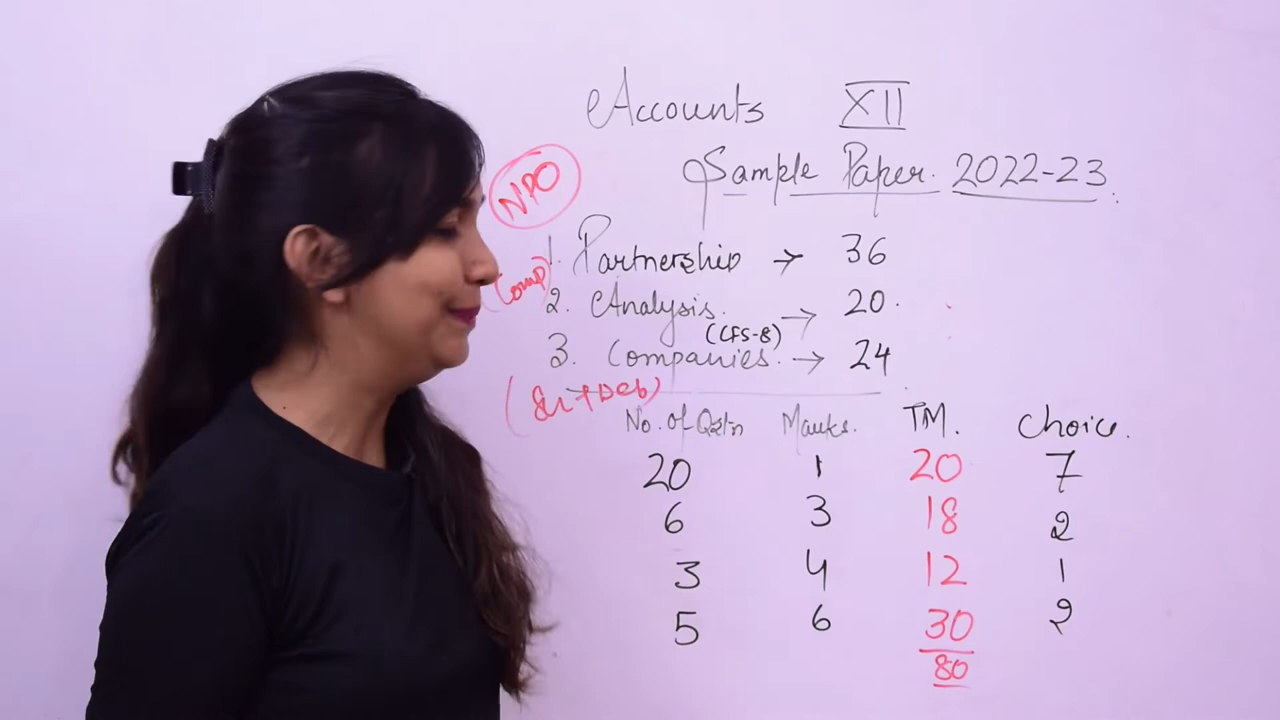 Accounts XII
Sample Paper. 2022-23
NPO
1. Partnership → 36
(Comp)
2. Analysis. → 20
(CFS-8)
3. Companies. → 24
(Sh + Deb)
No. of Qstn Marks. TM. Choice.
20 1 20 7
6 3 18 2
3 4 12 1
5 6 30 2
80